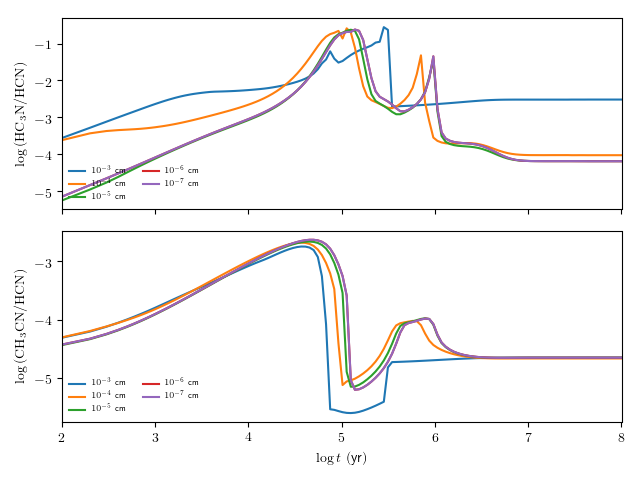 −1
−2
−3
−4
−5
log (HC₃N/HCN)
10⁻³ cm 10⁻⁶ cm
10⁻⁴ cm 10⁻⁷ cm
10⁻⁵ cm
−3
−4
−5
log (CH₃CN/HCN)
10⁻³ cm 10⁻⁶ cm
10⁻⁴ cm 10⁻⁷ cm
10⁻⁵ cm
2 3 4 5 6 7 8
log t (yr)